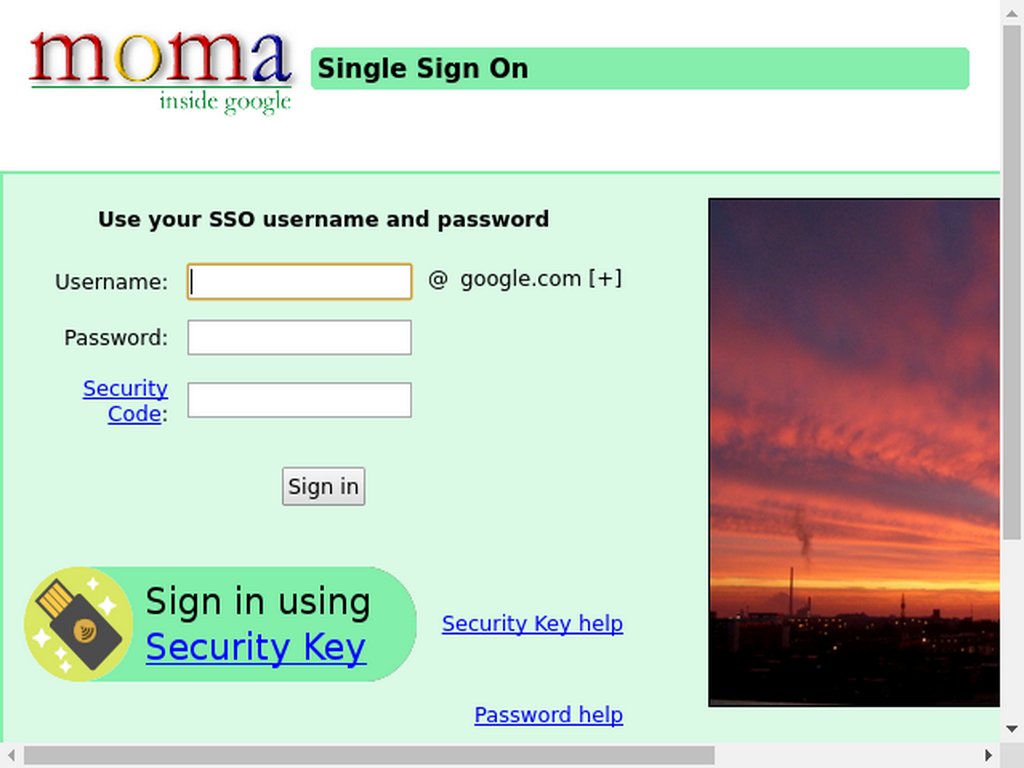 moma
inside google
Single Sign On
Use your SSO username and password
Username:
@ google.com [+]
Password:
Security
Code:
Sign in
Sign in using
Security Key
Security Key help
Password help